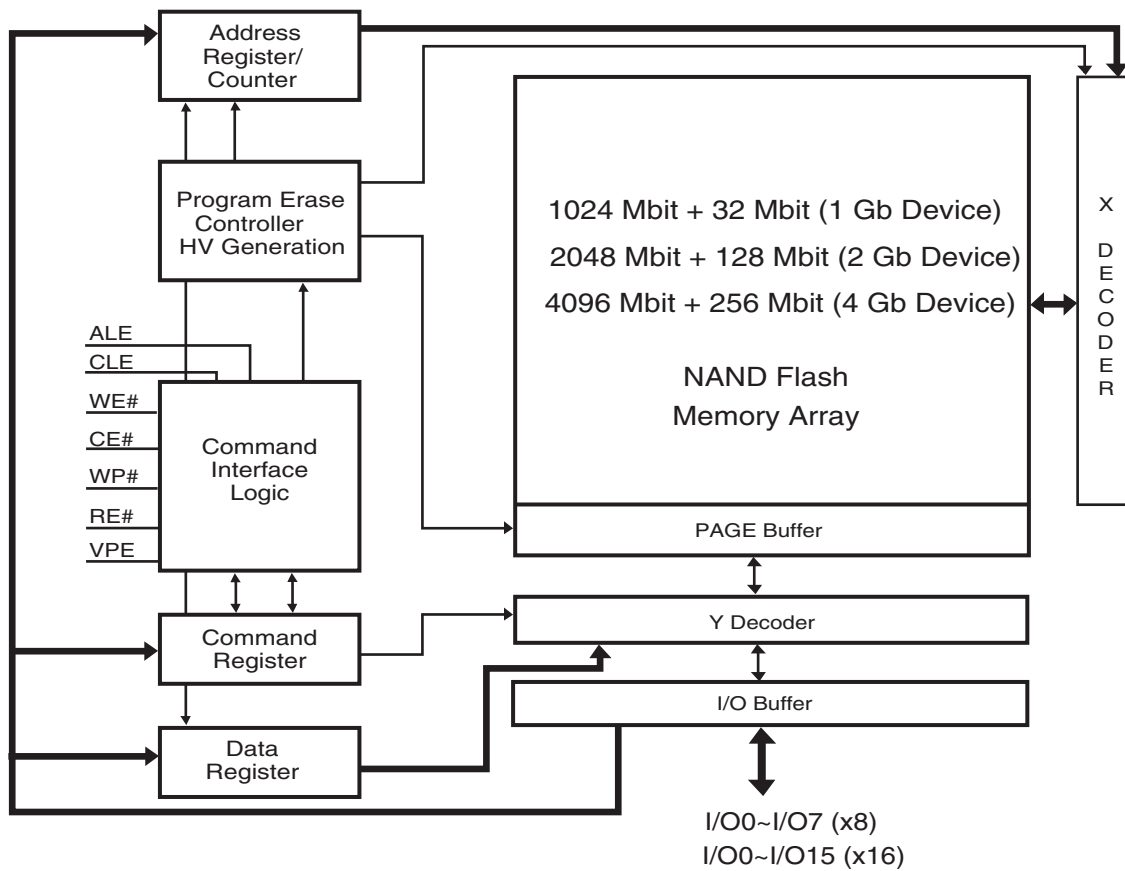 Address
Register/
Counter
Program Erase
Controller
HV Generation
1024 Mbit + 32 Mbit (1 Gb Device)
2048 Mbit + 128 Mbit (2 Gb Device)
4096 Mbit + 256 Mbit (4 Gb Device)
NAND Flash
Memory Array
X
D
E
C
O
D
E
R
ALE
CLE
WE#
CE#
WP#
RE#
VPE
Command
Interface
Logic
PAGE Buffer
Command
Register
Y Decoder
I/O Buffer
Data
Register
I/O0~I/O7 (x8)
I/O0~I/O15 (x16)